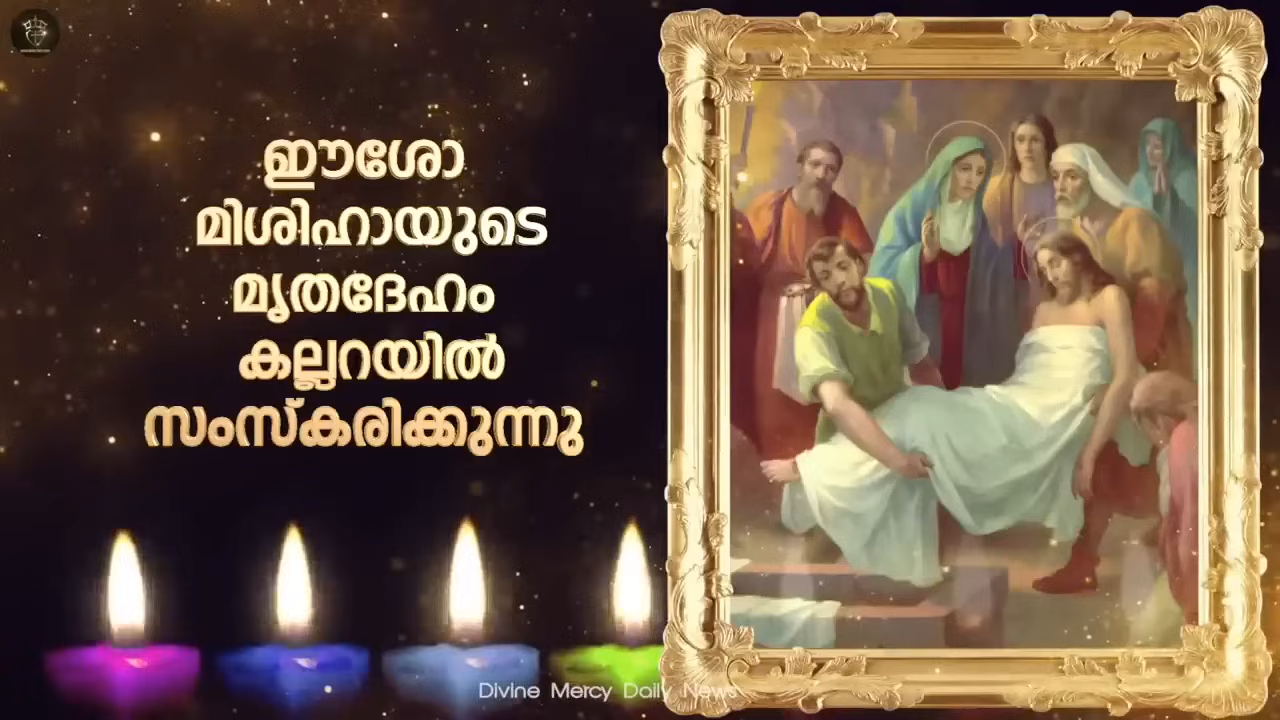 ഈശോ
മിശിഹായുടെ
മൃതദേഹം
കല്ലറയിൽ
സംസ്കരിക്കുന്നു
Divine Mercy Daily News